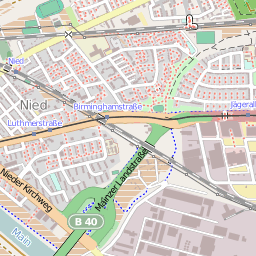 Nied
Birminghamstraße
Jägerall
Nied
Luthmerstraße
Mainzer Landstraße
Nieder Kirchweg
B 40
Main